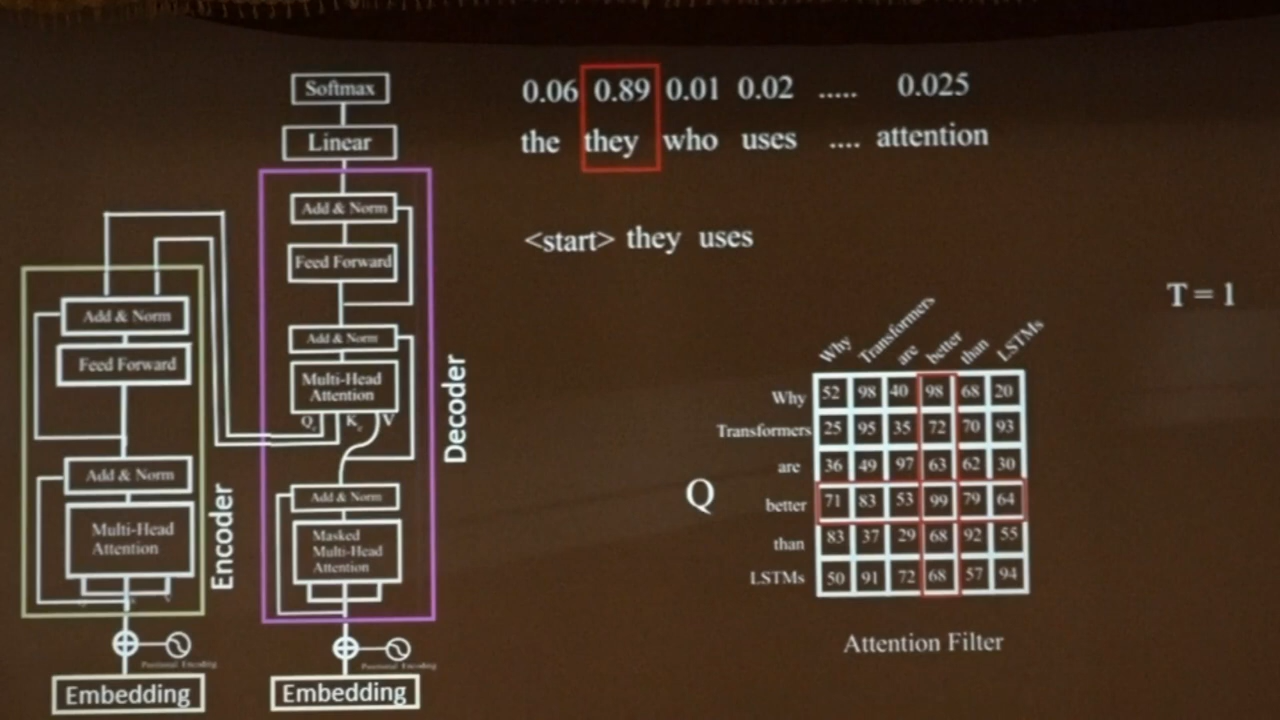 Softmax
Linear
Add & Norm
Feed Forward
Add & Norm
Multi-Head
Attention
K V
Add & Norm
Masked
Multi-Head
Attention
Decoder
Positional Encoding
Embedding
Add & Norm
Feed Forward
Add & Norm
Multi-Head
Attention
Encoder
Positional Encoding
Embedding
0.06 0.89 0.01 0.02 ..... 0.025
the they who uses .... attention
<start> they uses
T = 1
Why Transformers are better than LSTMs
Why 52 98 40 98 68 20
Transformers 25 95 35 72 70 93
are 36 49 97 63 62 30
Q
better 71 83 53 99 79 64
than 83 37 29 68 92 55
LSTMs 50 91 72 68 57 94
Attention Filter